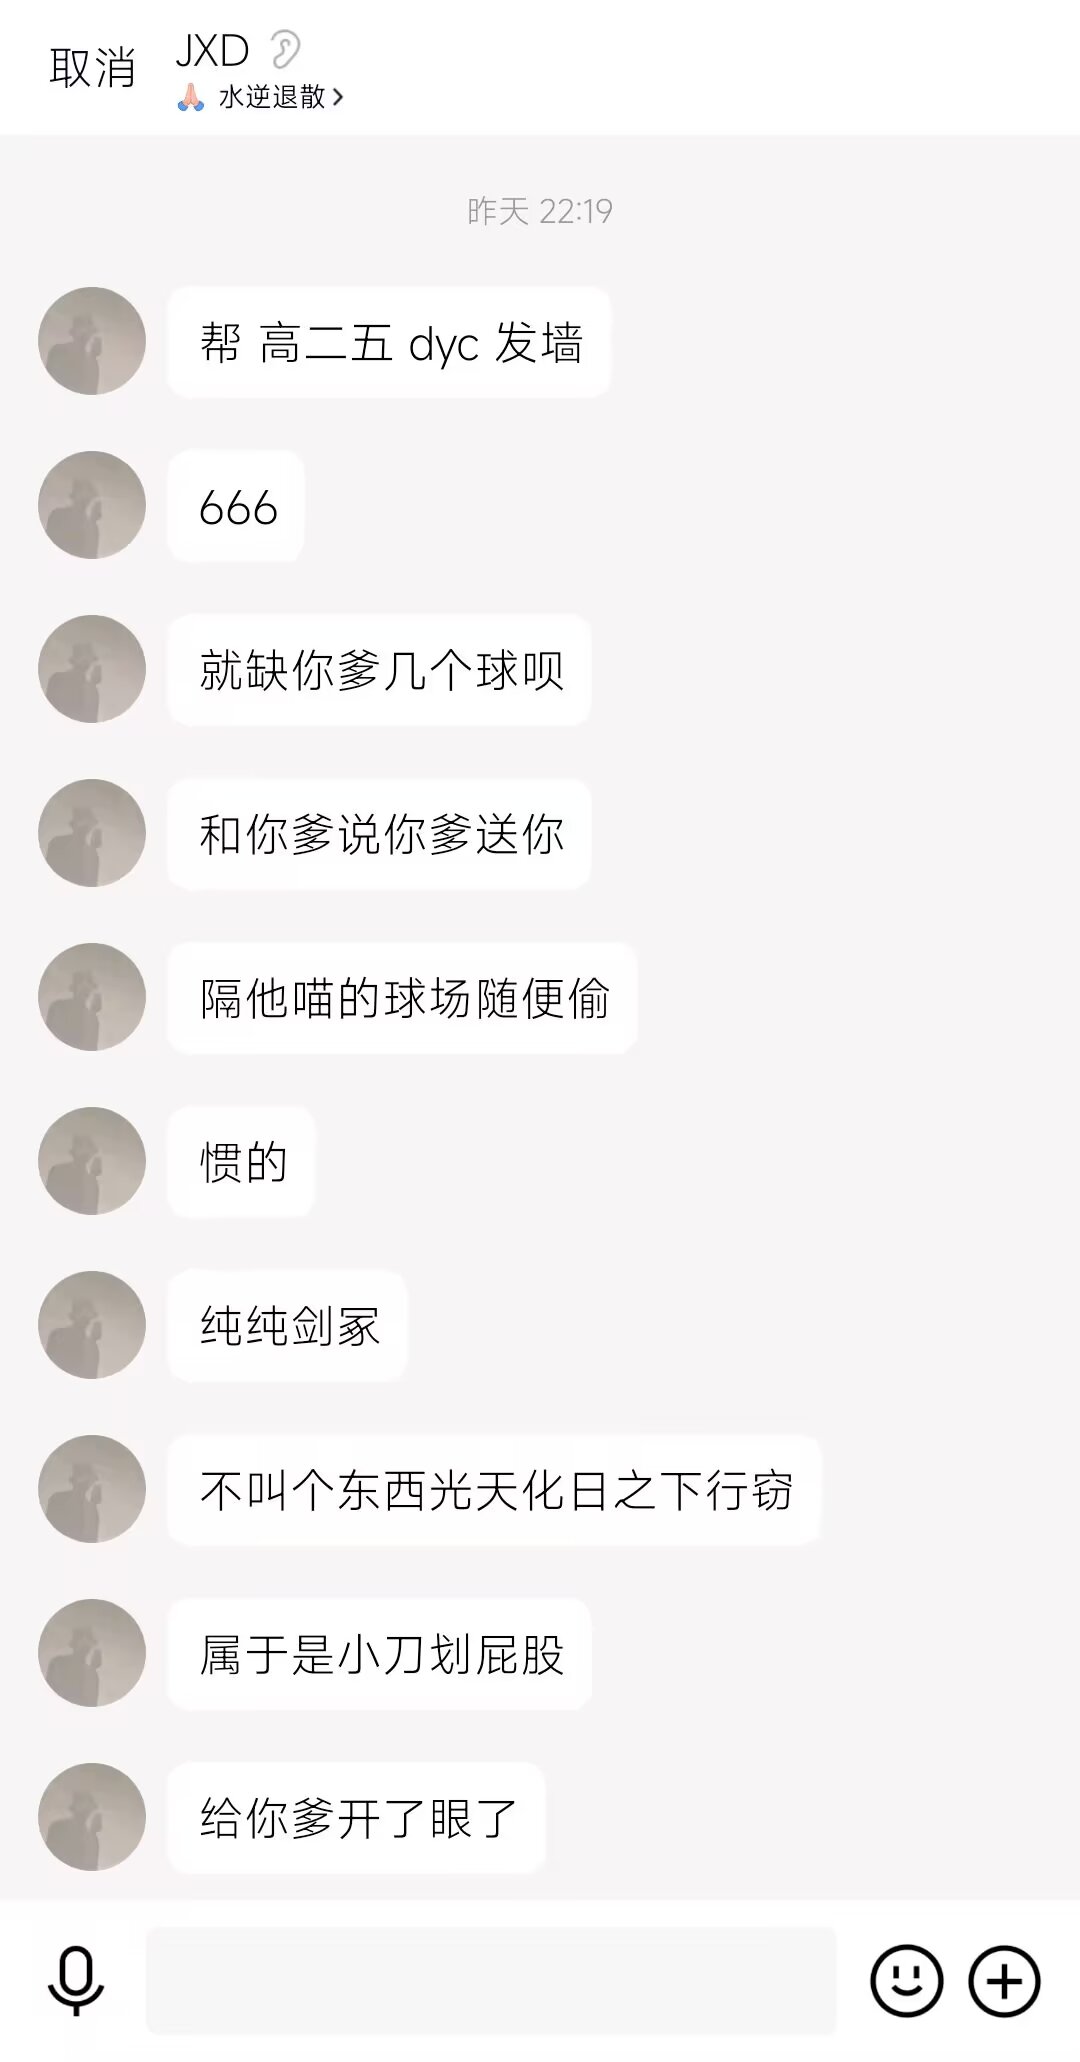 取消
JXD
🙏🏻 水逆退散
昨天 22:19
帮 高二五 dyc 发墙
666
就缺你爹几个球呗
和你爹说你爹送你
隔他喵的球场随便偷
惯的
纯纯剑冢
不叫个东西光天化日之下行窃
属于是小刀划屁股
给你爹开了眼了